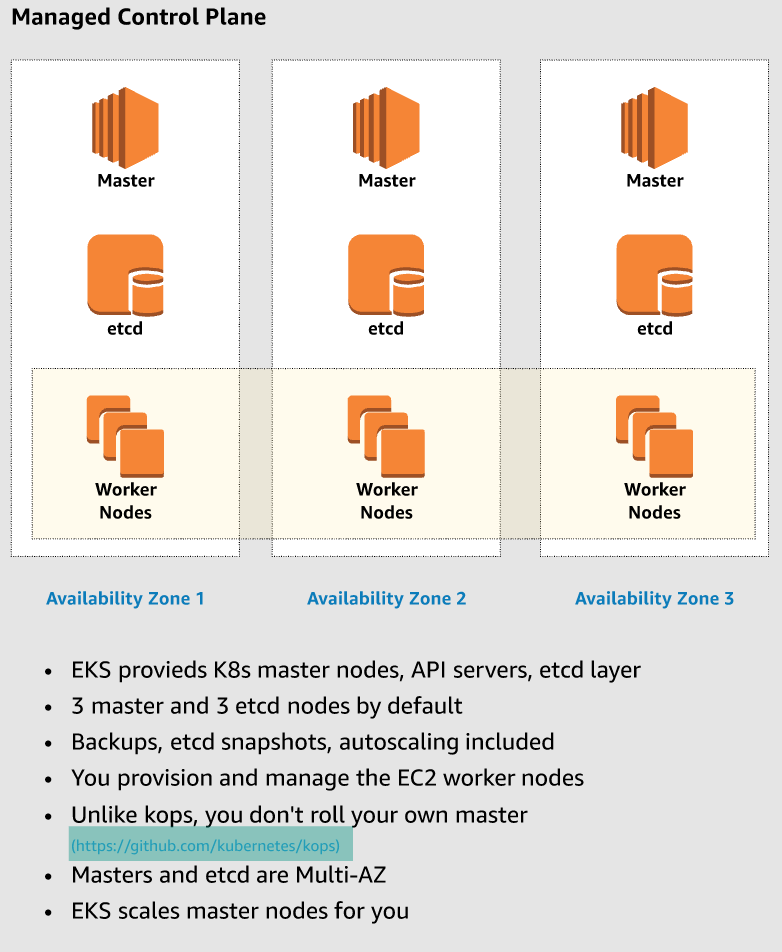 Managed Control Plane
Master
Master
Master
etcd
etcd
etcd
Worker
Nodes
Worker
Nodes
Worker
Nodes
Availability Zone 1
Availability Zone 2
Availability Zone 3
• EKS provieds K8s master nodes, API servers, etcd layer
• 3 master and 3 etcd nodes by default
• Backups, etcd snapshots, autoscaling included
• You provision and manage the EC2 worker nodes
• Unlike kops, you don't roll your own master
(https://github.com/kubernetes/kops)
• Masters and etcd are Multi-AZ
• EKS scales master nodes for you